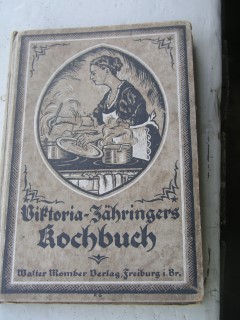 Viktoria-Zähringers
Kochbuch
Walter Momber Verlag, Freiburg i. Br.